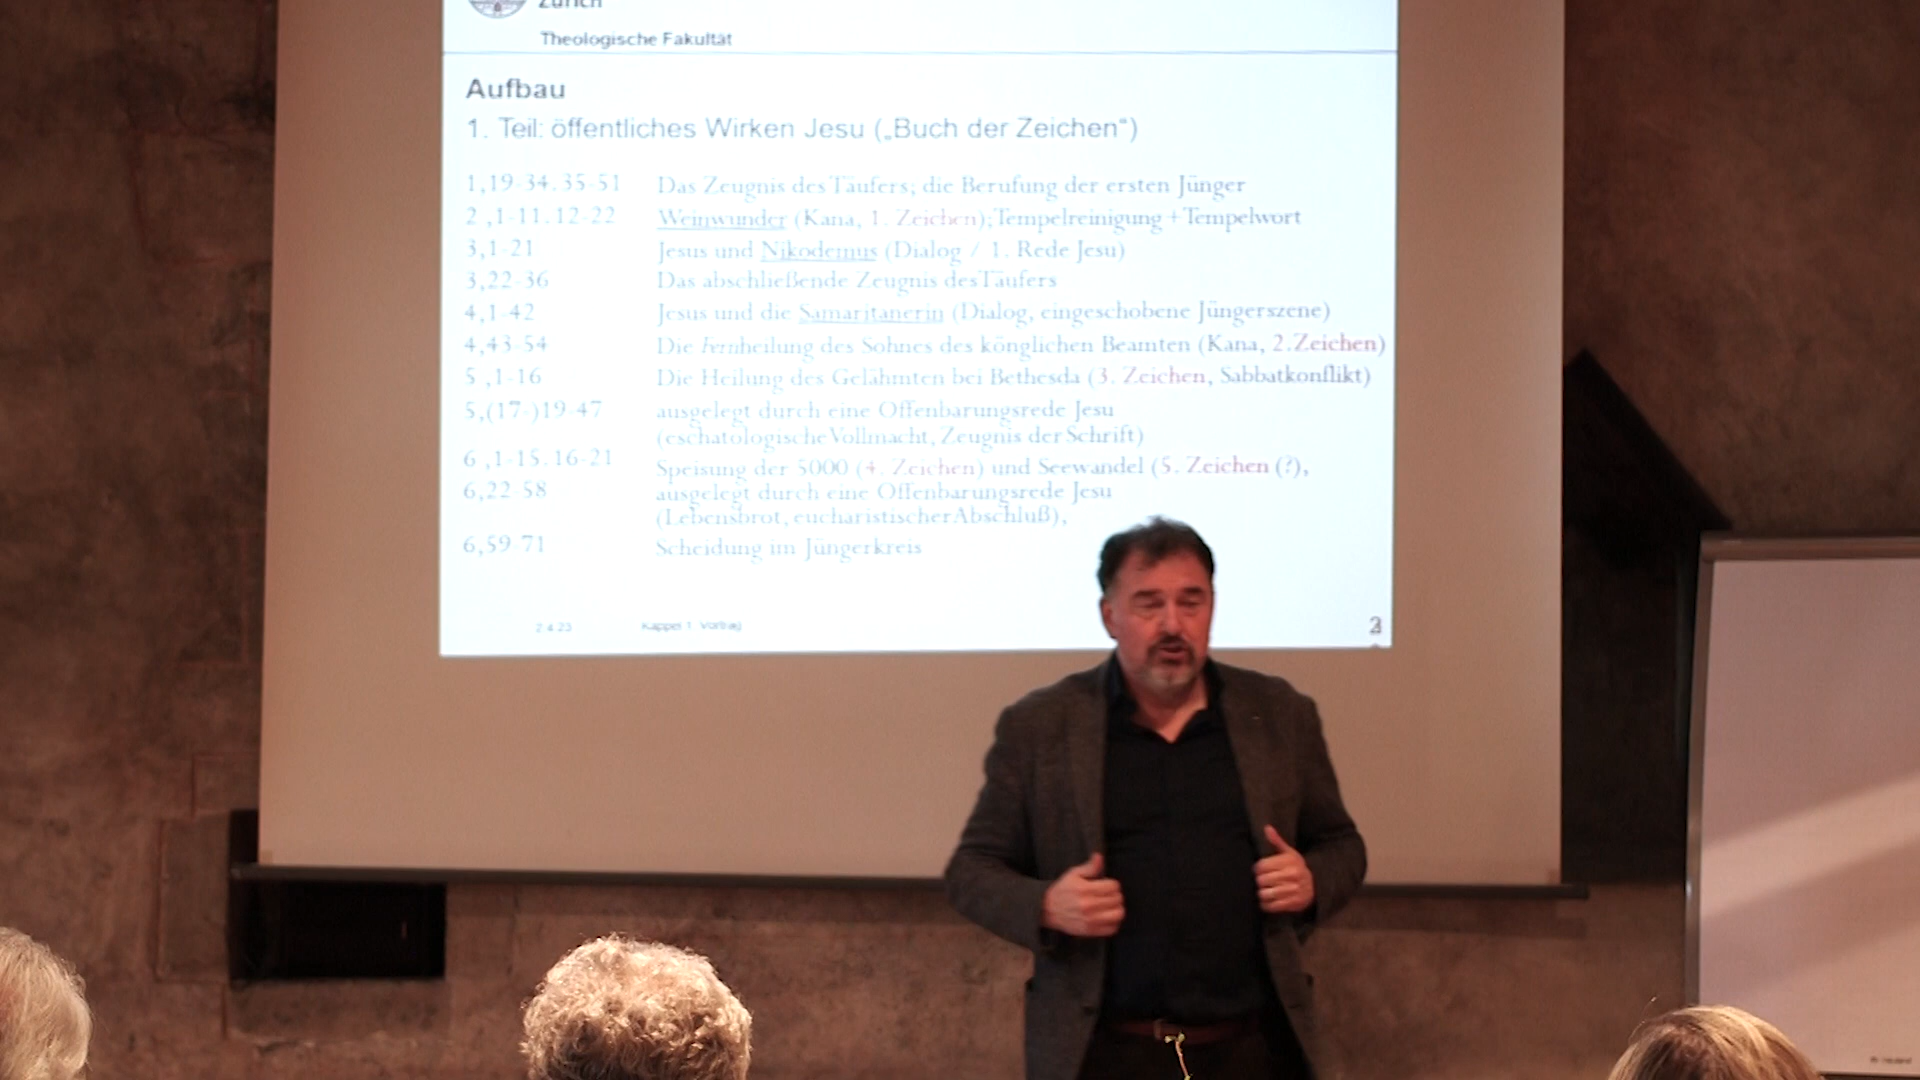 Zürich
Theologische Fakultät
Aufbau
1. Teil: öffentliches Wirken Jesu („Buch der Zeichen“)
1,19-34.35-51 Das Zeugnis des Täufers; die Berufung der ersten Jünger
2 ,1-11.12-22 Weinwunder (Kana, 1. Zeichen);Tempelreinigung +Tempelwort
3,1-21 Jesus und Nikodemus (Dialog / 1. Rede Jesu)
3,22-36 Das abschließende Zeugnis des Täufers
4,1-42 Jesus und die Samaritanerin (Dialog, eingeschobene Jüngerszene)
4,43-54 Die Fernheilung des Sohnes des könglichen Beamten (Kana, 2.Zeichen)
5 ,1-16 Die Heilung des Gelähmten bei Bethesda (3. Zeichen, Sabbatkonflikt)
5,(17-)19-47 ausgelegt durch eine Offenbarungsrede Jesu
(eschatologische Vollmacht, Zeugnis der Schrift)
6 ,1-15.16-21 Speisung der 5000 (4. Zeichen) und Seewandel (5. Zeichen (?),
6,22-58 ausgelegt durch eine Offenbarungsrede Jesu
(Lebensbrot, eucharistischer Abschluß),
6,59-71 Scheidung im Jüngerkreis
2.4.23 Kappel 1. Vortrag